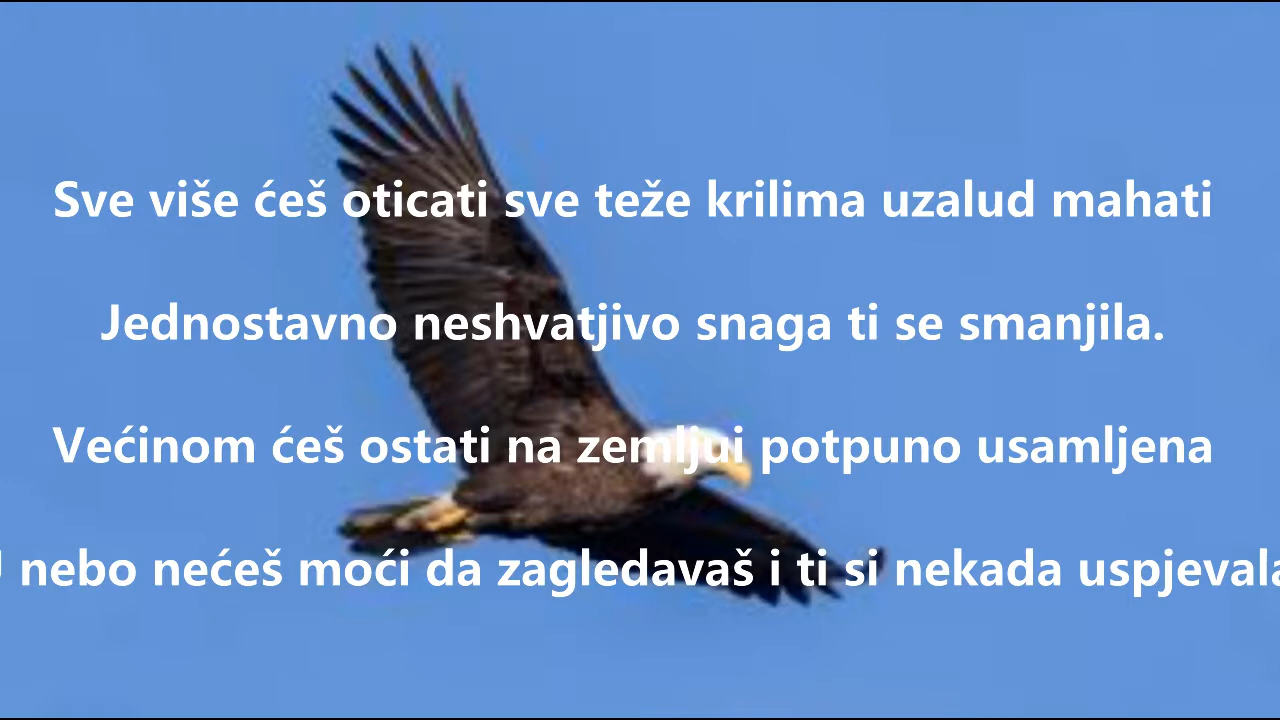 Sve više ćeš oticati sve teže krilima uzalud mahati
Jednostavno neshvatjivo snaga ti se smanjila.
Većinom ćeš ostati na zemljui potpuno usamljena
U nebo nećeš moći da zagledavaš i ti si nekada uspjevala